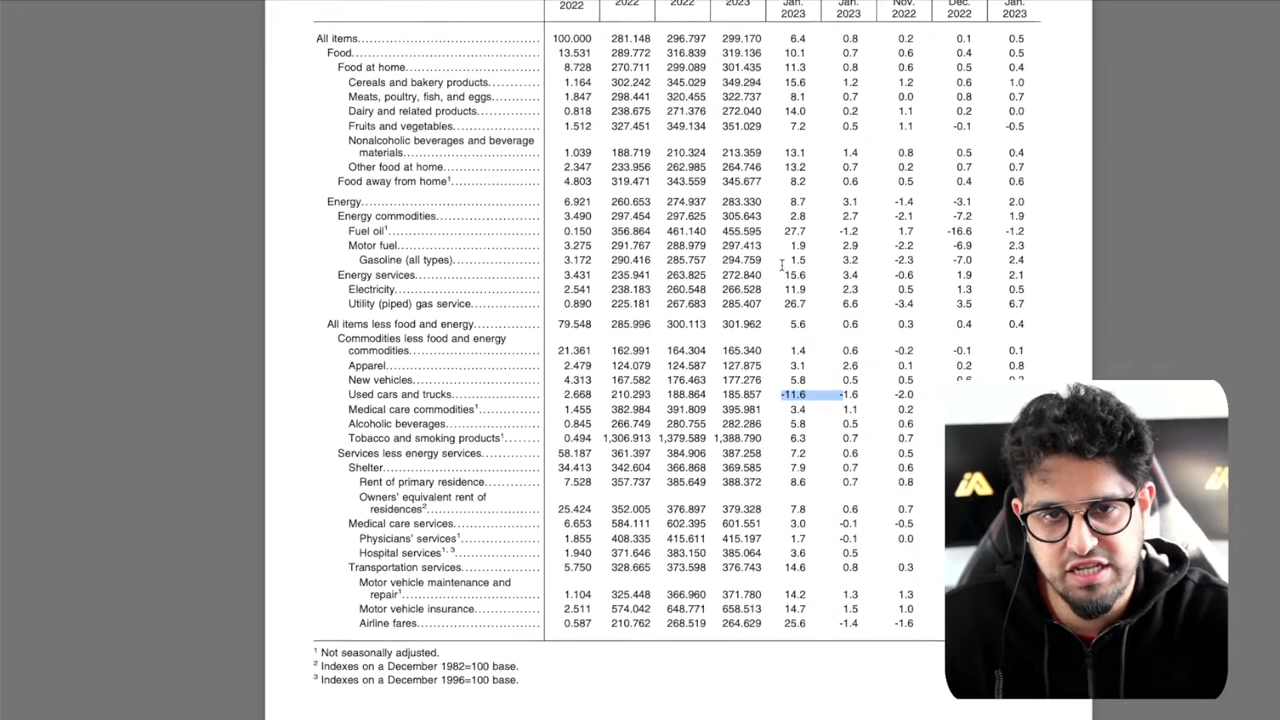 2022 2022 2022 2023 Jan. 2023 Jan. 2023 Nov. 2022 Dec. 2022 Jan. 2023
All items 100.000 281.148 296.797 299.170 6.4 0.8 0.2 0.1 0.5
Food 13.531 289.772 316.839 319.136 10.1 0.7 0.6 0.4 0.5
Food at home 8.728 270.711 299.089 301.435 11.3 0.8 0.6 0.5 0.4
Cereals and bakery products 1.164 302.242 345.029 349.294 15.6 1.2 1.2 0.6 1.0
Meats, poultry, fish, and eggs 1.847 298.441 320.455 322.737 8.1 0.7 0.0 0.8 0.7
Dairy and related products 0.818 238.675 271.376 272.040 14.0 0.2 1.1 0.2 0.0
Fruits and vegetables 1.512 327.451 349.134 351.029 7.2 0.5 1.1 -0.1 -0.5
Nonalcoholic beverages and beverage
materials 1.039 188.719 210.324 213.359 13.1 1.4 0.8 0.5 0.4
Other food at home 2.347 233.956 262.985 264.746 13.2 0.7 0.2 0.7 0.7
Food away from home¹ 4.803 319.471 343.559 345.677 8.2 0.6 0.5 0.4 0.6
Energy 6.921 260.653 274.937 283.330 8.7 3.1 -1.4 -3.1 2.0
Energy commodities 3.490 297.454 297.625 305.643 2.8 2.7 -2.1 -7.2 1.9
Fuel oil¹ 0.150 356.864 461.140 455.595 27.7 -1.2 1.7 -16.6 -1.2
Motor fuel 3.275 291.767 288.979 297.413 1.9 2.9 -2.2 -6.9 2.3
Gasoline (all types) 3.172 290.416 285.757 294.759 1.5 3.2 -2.3 -7.0 2.4
Energy services 3.431 235.941 263.825 272.840 15.6 3.4 -0.6 1.9 2.1
Electricity 2.541 238.183 260.548 266.528 11.9 2.3 0.5 1.3 0.5
Utility (piped) gas service 0.890 225.181 267.683 285.407 26.7 6.6 -3.4 3.5 6.7
All items less food and energy 79.548 285.996 300.113 301.962 5.6 0.6 0.3 0.4 0.4
Commodities less food and energy
commodities 21.361 162.991 164.304 165.340 1.4 0.6 -0.2 -0.1 0.1
Apparel 2.479 124.079 124.587 127.875 3.1 2.6 0.1 0.2 0.8
New vehicles 4.313 167.582 176.463 177.276 5.8 0.5 0.5
Used cars and trucks 2.668 210.293 188.864 185.857 -11.6 -1.6 -2.0
Medical care commodities¹ 1.455 382.984 391.809 395.981 3.4 1.1 0.2
Alcoholic beverages 0.845 266.749 280.755 282.286 5.8 0.5 0.6
Tobacco and smoking products¹ 0.494 1,306.913 1,379.589 1,388.790 6.3 0.7 0.7
Services less energy services 58.187 361.397 384.906 387.258 7.2 0.6 0.5
Shelter 34.413 342.604 366.868 369.585 7.9 0.7 0.6
Rent of primary residence 7.528 357.737 385.649 388.372 8.6 0.7 0.8
Owners' equivalent rent of
residences² 25.424 352.005 376.897 379.328 7.8 0.6 0.7
Medical care services 6.653 584.111 602.395 601.551 3.0 -0.1 -0.5
Physicians' services¹ 1.855 408.335 415.611 415.197 1.7 -0.1 0.0
Hospital services¹˒ ³ 1.940 371.646 383.150 385.064 3.6 0.5
Transportation services 5.750 328.665 373.598 376.743 14.6 0.8 0.3
Motor vehicle maintenance and
repair¹ 1.104 325.448 366.960 371.780 14.2 1.3 1.3
Motor vehicle insurance 2.511 574.042 648.771 658.513 14.7 1.5 1.0
Airline fares 0.587 210.762 268.519 264.629 25.6 -1.4 -1.6
¹ Not seasonally adjusted.
² Indexes on a December 1982=100 base.
³ Indexes on a December 1996=100 base.